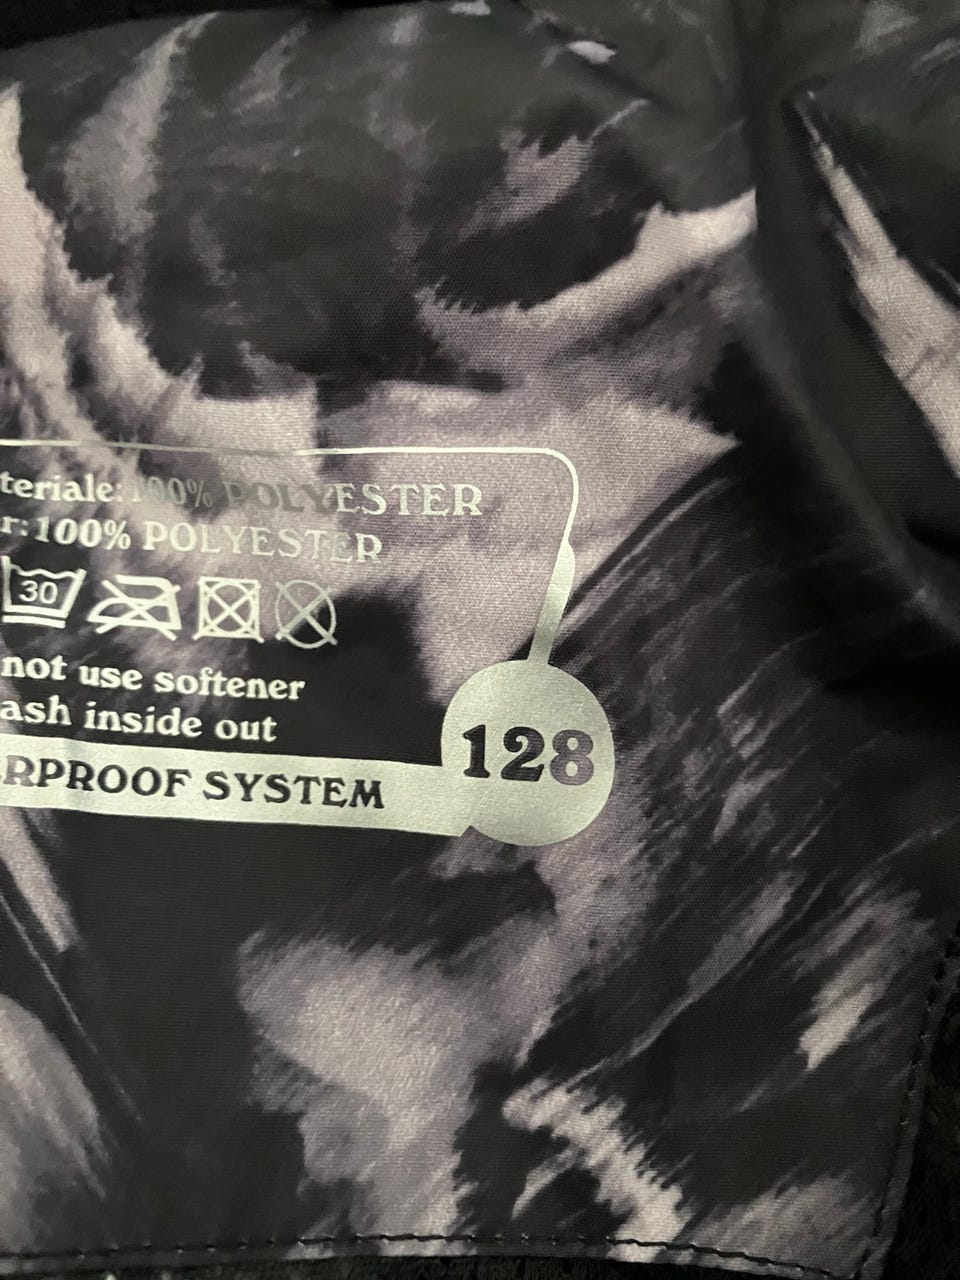 teriale: 100% POLYESTER
r: 100% POLYESTER
30
not use softener
ash inside out
RPROOF SYSTEM
128